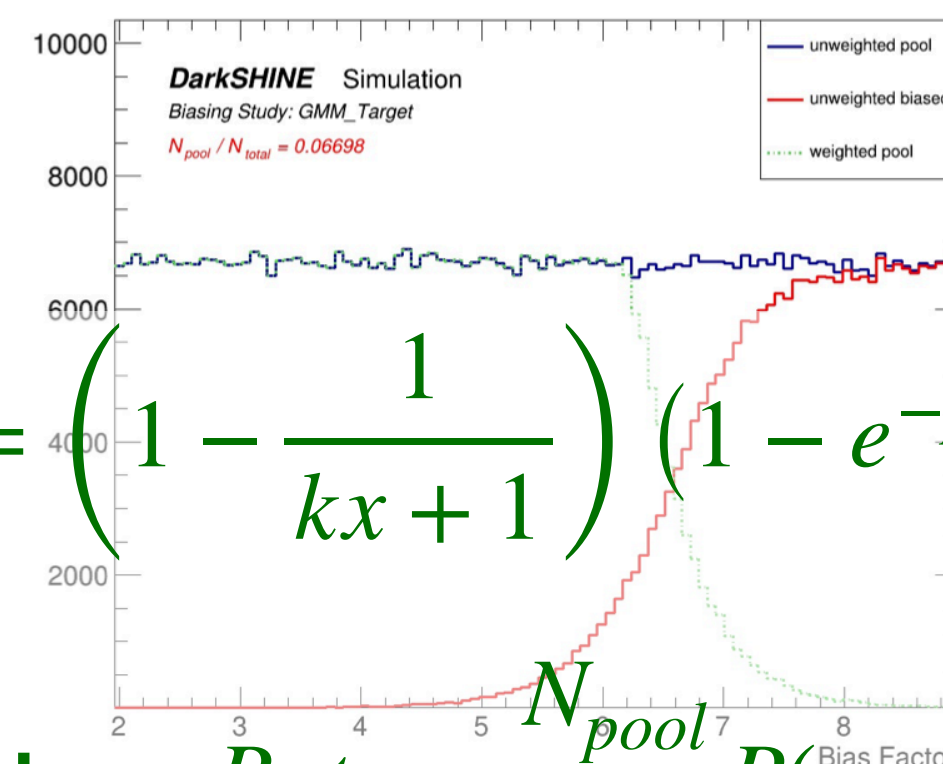 10000
DarkSHINE Simulation
Biasing Study: GMM_Target
N_pool / N_total = 0.06698
unweighted pool
unweighted biased
weighted pool
8000
6000
4000
2000
= (1 − 1/(kx + 1)) (1 − e^−
2 3 4 5 6 7 8
N_pool
Bias Facto
P(